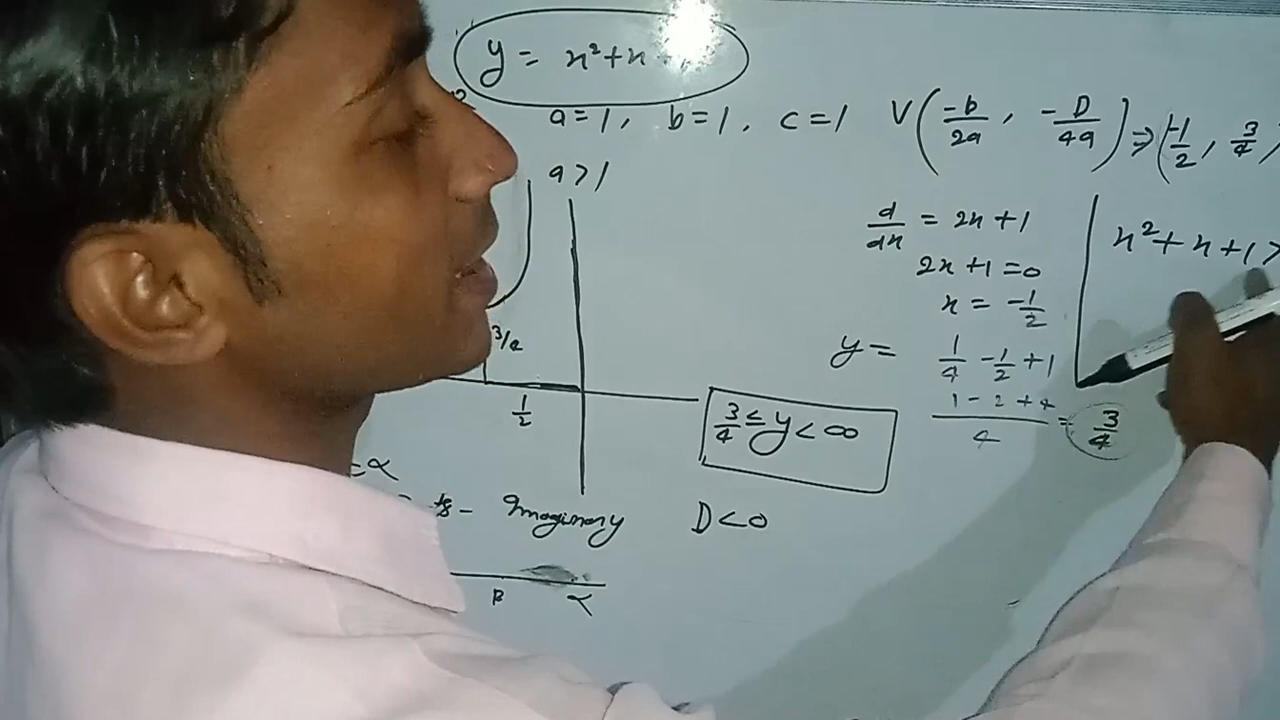 y = x² + x
a = 1, b = 1, c = 1 V(-b/2a, -D/4a) ⇒ (-1/2, 3/4)
a > 1
d/dx = 2x + 1
2x + 1 = 0
x = -1/2
x² + x + 1 >
3/4
y = 1/4 - 1/2 + 1
1 - 2 + 4 / 4 = 3/4
1/2
3/4 ≤ y < ∞
= α
Imaginary D < 0
β α